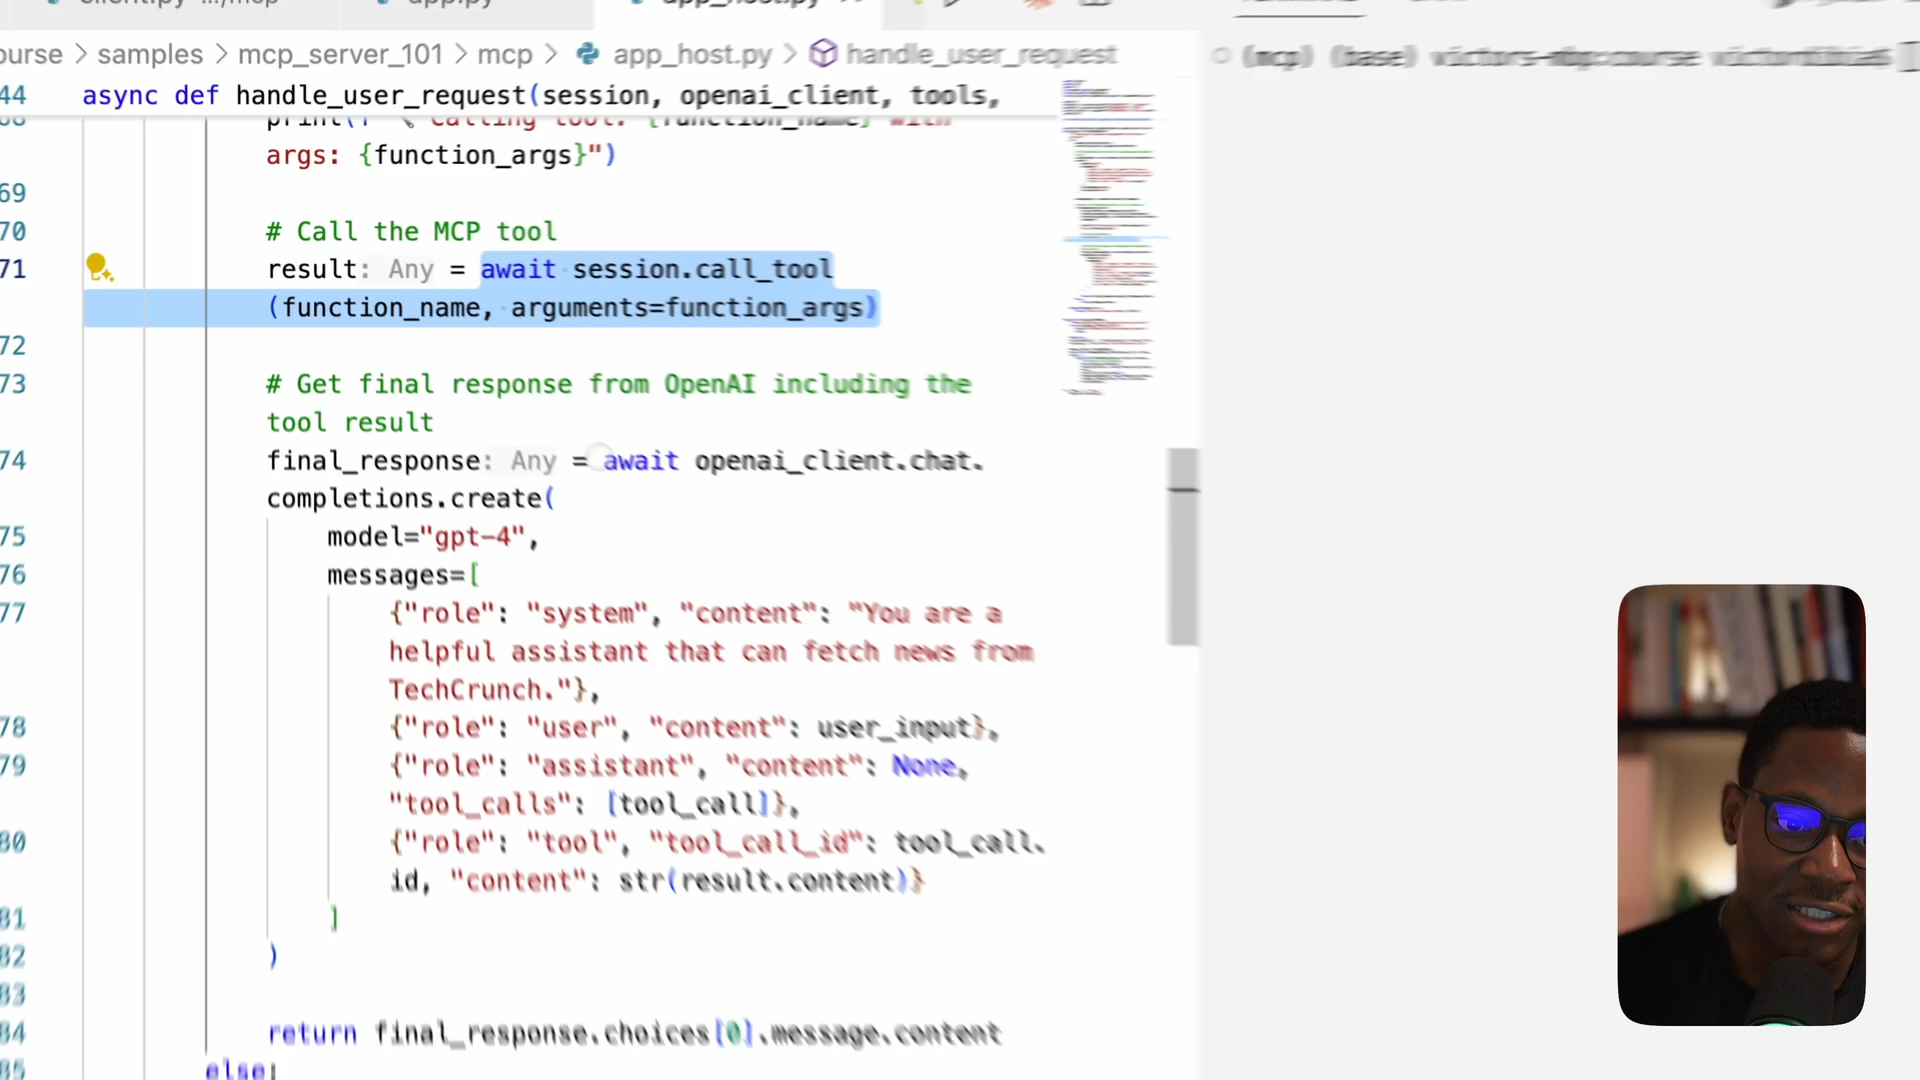 app_host.py
ourse > samples > mcp_server_101 > mcp > app_host.py > handle_user_request
(mcp) (base)
44 async def handle_user_request(session, openai_client, tools,
68 print(f" Calling tool: {function_name} with
args: {function_args}")
69
70 # Call the MCP tool
71 result: Any = await session.call_tool
(function_name, arguments=function_args)
72
73 # Get final response from OpenAI including the
tool result
74 final_response: Any = await openai_client.chat.
completions.create(
75 model="gpt-4",
76 messages=[
77 {"role": "system", "content": "You are a
helpful assistant that can fetch news from
TechCrunch."},
78 {"role": "user", "content": user_input},
79 {"role": "assistant", "content": None,
"tool_calls": [tool_call]},
80 {"role": "tool", "tool_call_id": tool_call.
id, "content": str(result.content)}
81 ]
82 )
83
84 return final_response.choices[0].message.content
85 else: